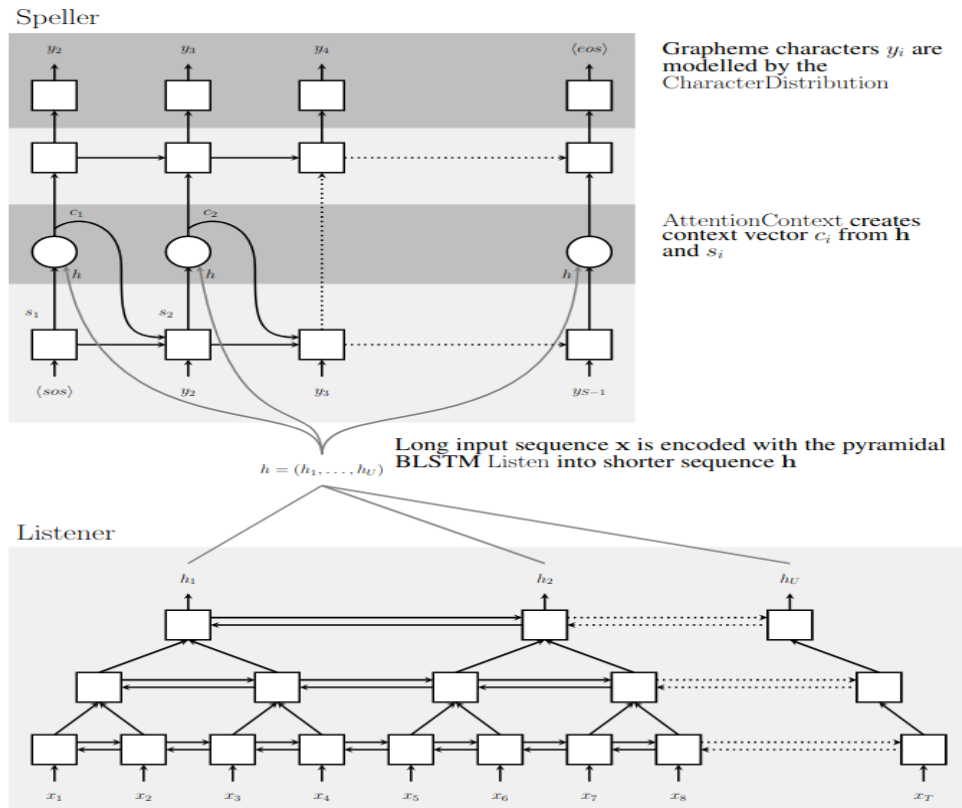 Speller
y₂ y₃ y₄ ⟨eos⟩
Grapheme characters yᵢ are
modelled by the
CharacterDistribution
c₁ c₂
AttentionContext creates
context vector cᵢ from h
and sᵢ
h h h
s₁ s₂
⟨sos⟩ y₂ y₃ yS−1
Long input sequence x is encoded with the pyramidal
BLSTM Listen into shorter sequence h
h = (h₁, . . . , hU)
Listener
h₁ h₂ hU
x₁ x₂ x₃ x₄ x₅ x₆ x₇ x₈ xT